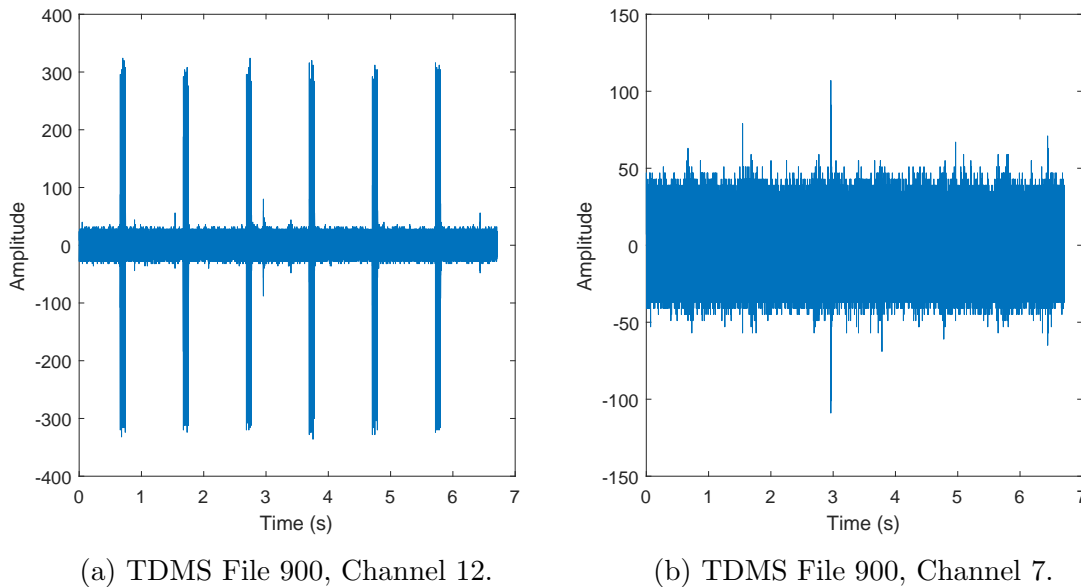 400
300
200
100
0
-100
-200
-300
-400
Amplitude
0 1 2 3 4 5 6 7
Time (s)
(a) TDMS File 900, Channel 12.
150
100
50
0
-50
-100
-150
Amplitude
0 1 2 3 4 5 6 7
Time (s)
(b) TDMS File 900, Channel 7.